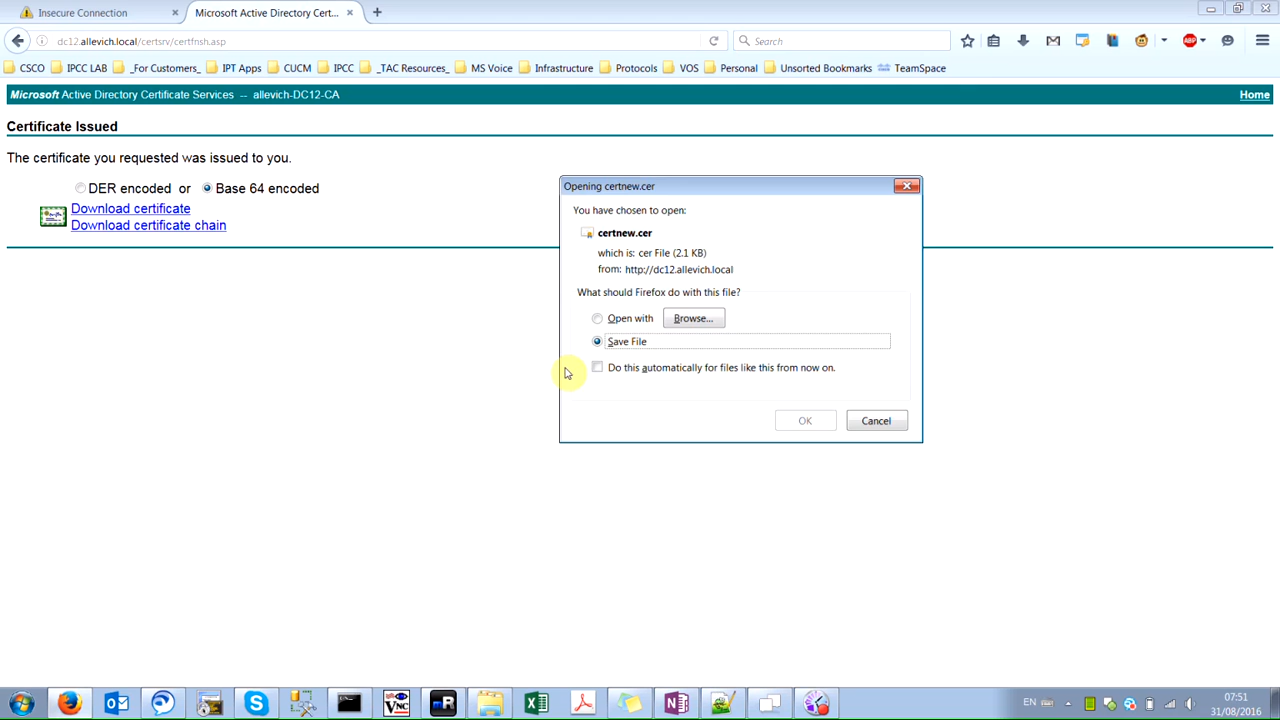 Insecure Connection
Microsoft Active Directory Cert...
dc12.allevich.local/certsrv/certfnsh.asp
Search
ABP
CSCO
IPCC LAB
_For Customers_
IPT Apps
CUCM
IPCC
_TAC Resources_
MS Voice
Infrastructure
Protocols
VOS
Personal
Unsorted Bookmarks
TeamSpace
Microsoft Active Directory Certificate Services -- allevich-DC12-CA
Home
Certificate Issued
The certificate you requested was issued to you.
DER encoded or Base 64 encoded
Download certificate
Download certificate chain
Opening certnew.cer
You have chosen to open:
certnew.cer
which is: cer File (2.1 KB)
from: http://dc12.allevich.local
What should Firefox do with this file?
Open with
Browse...
Save File
Do this automatically for files like this from now on.
OK
Cancel
EN
07:51
31/08/2016